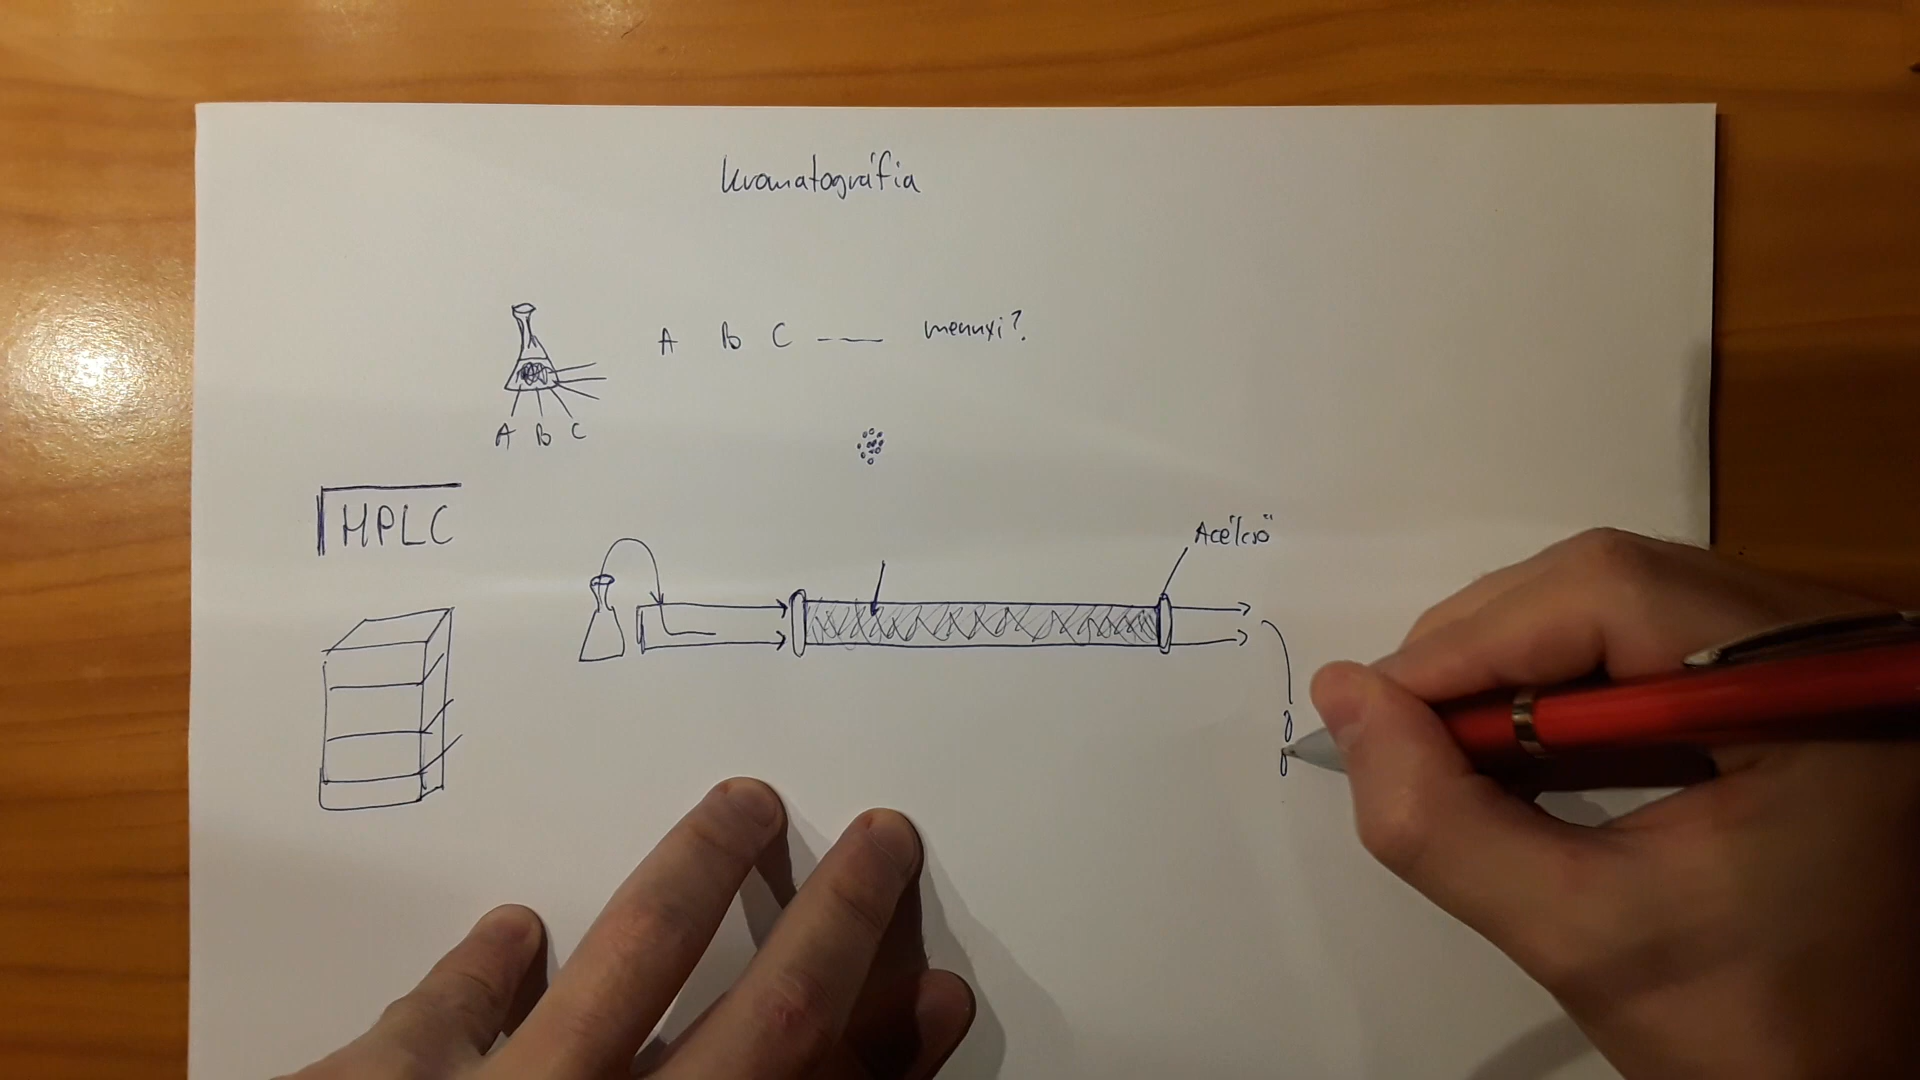 Kromatográfia
A B C — mennyi?
A B C
HPLC
Acélcső